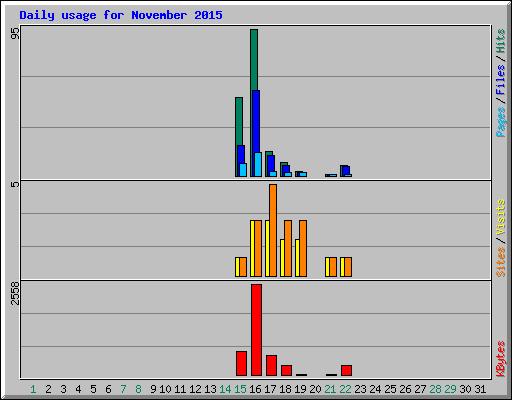 Daily usage for November 2015
95
Pages / Files / Hits
5
Sites / Visits
2558
KBytes
1 2 3 4 5 6 7 8 9 10 11 12 13 14 15 16 17 18 19 20 21 22 23 24 25 26 27 28 29 30 31